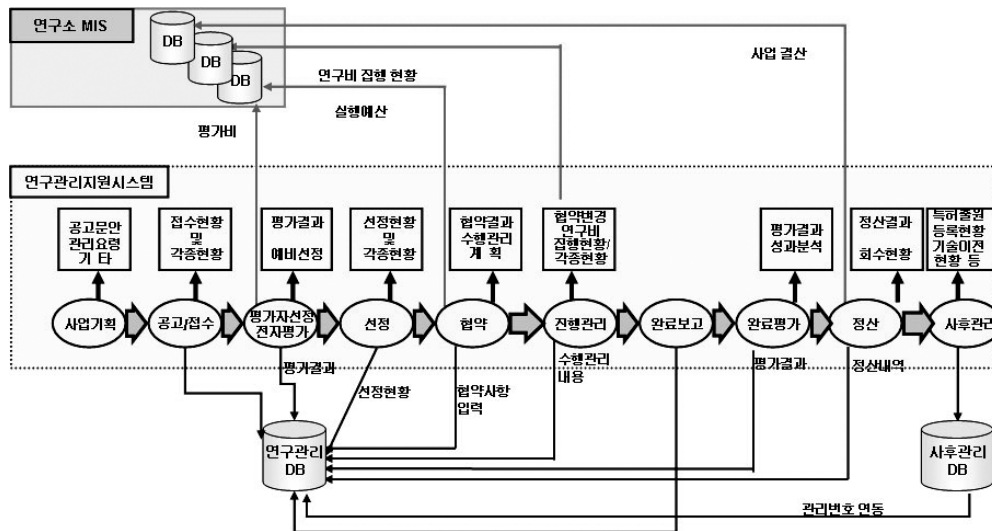 연구소 MIS
DB
DB
DB
사업 결산
연구비 집행 현황
실행예산
평가비
연구관리지원시스템
공고문안
관리요령
기 타
접수현황
및
각종현황
평가결과
예비선정
선정현황
및
각종현황
협약결과
수행관리
계 획
협약변경
연구비
집행현황/
각종현황
평가결과
성과분석
정산결과
회수현황
특허출원
등록현황
기술이전
현황 등
사업기획
공고/접수
평가자선정
전자평가
선정
협약
진행관리
완료보고
완료평가
정산
사후관리
평가결과
선정현황
협약사항
입력
수행관리
내용
평가결과
정산내역
연구관리
DB
사후관리
DB
관리번호 연동